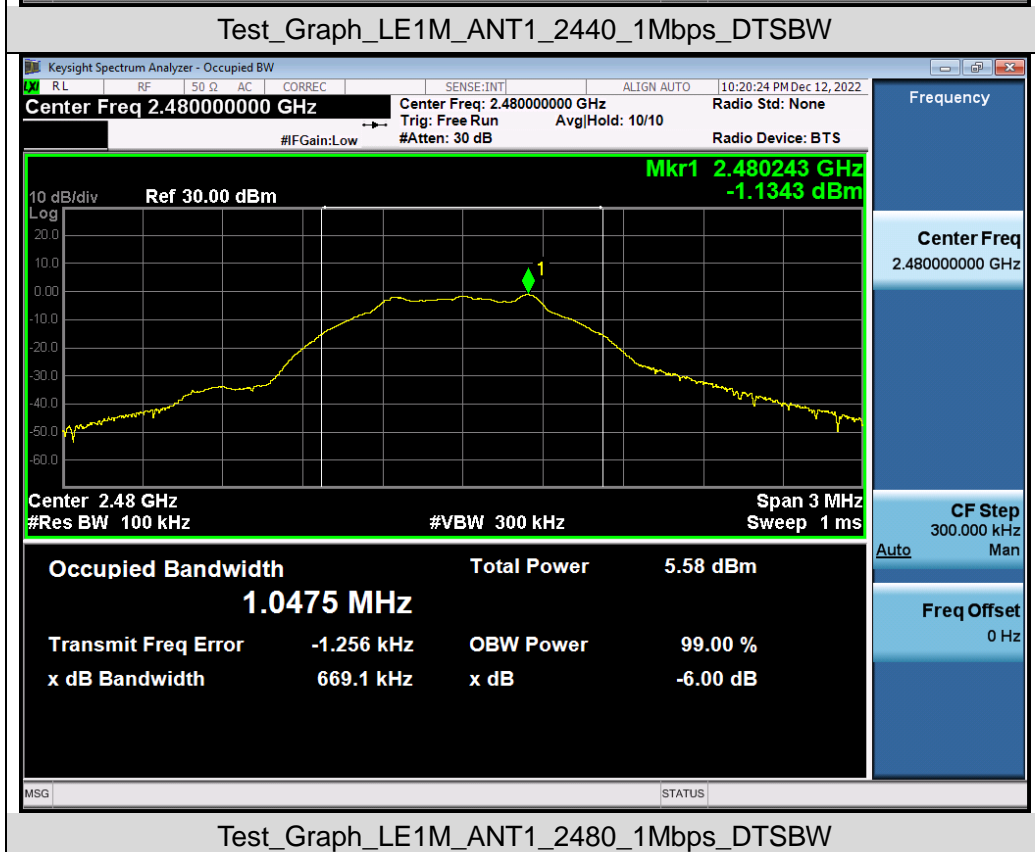 Test_Graph_LE1M_ANT1_2440_1Mbps_DTSBW
Keysight Spectrum Analyzer - Occupied BW
LXI RL RF 50 Ω AC CORREC SENSE:INT ALIGN AUTO 10:20:24 PM Dec 12, 2022
Center Freq 2.480000000 GHz
Center Freq: 2.480000000 GHz
Radio Std: None
Trig: Free Run Avg|Hold: 10/10
#IFGain:Low #Atten: 30 dB Radio Device: BTS
Frequency
Mkr1 2.480243 GHz
-1.1343 dBm
10 dB/div Ref 30.00 dBm
Log
20.0
10.0
0.00
-10.0
-20.0
-30.0
-40.0
-50.0
-60.0
1
Center 2.48 GHz Span 3 MHz
#Res BW 100 kHz #VBW 300 kHz Sweep 1 ms
Occupied Bandwidth Total Power 5.58 dBm
1.0475 MHz
Transmit Freq Error -1.256 kHz OBW Power 99.00 %
x dB Bandwidth 669.1 kHz x dB -6.00 dB
Center Freq
2.480000000 GHz
CF Step
300.000 kHz
Auto Man
Freq Offset
0 Hz
MSG STATUS
Test_Graph_LE1M_ANT1_2480_1Mbps_DTSBW